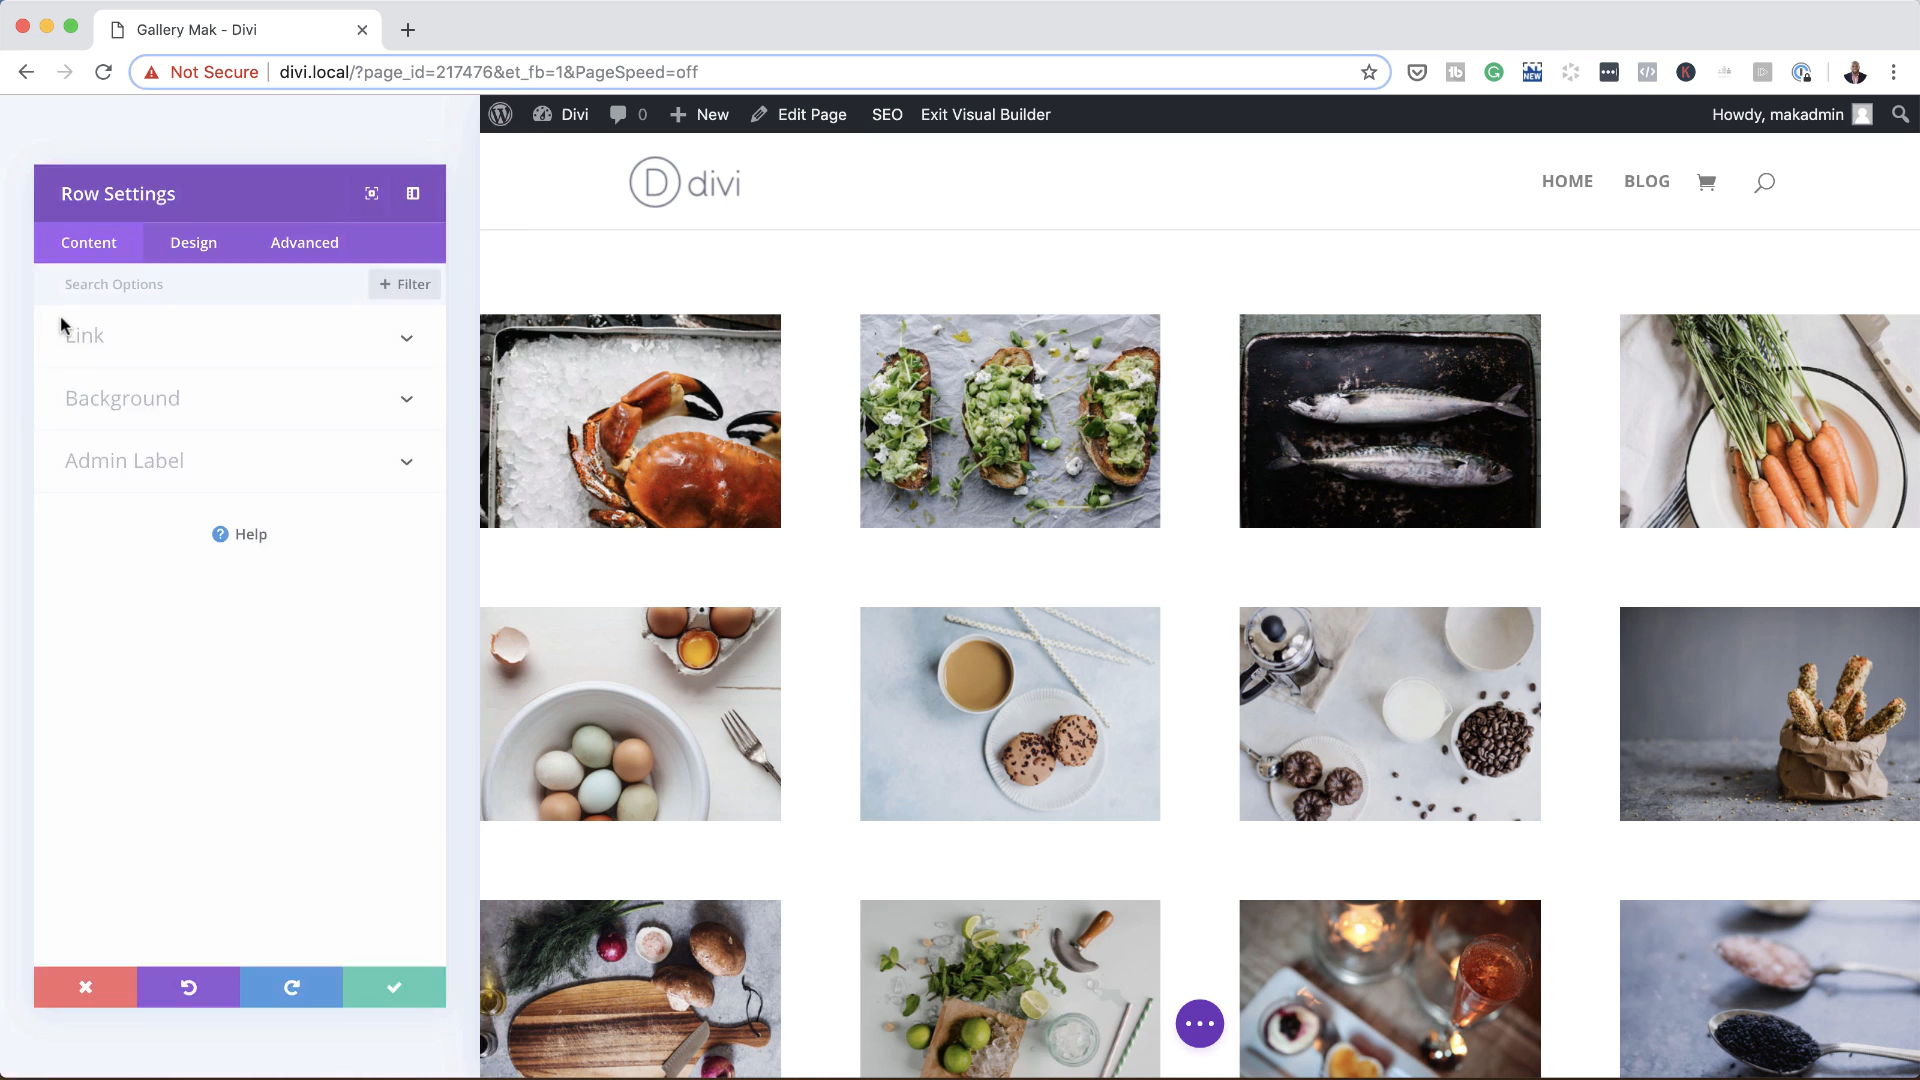 Gallery Mak - Divi
Not Secure divi.local/?page_id=217476&et_fb=1&PageSpeed=off
Divi 0 New Edit Page SEO Exit Visual Builder Howdy, makadmin
D divi HOME BLOG
Row Settings
Content Design Advanced
Search Options + Filter
Link
Background
Admin Label
? Help